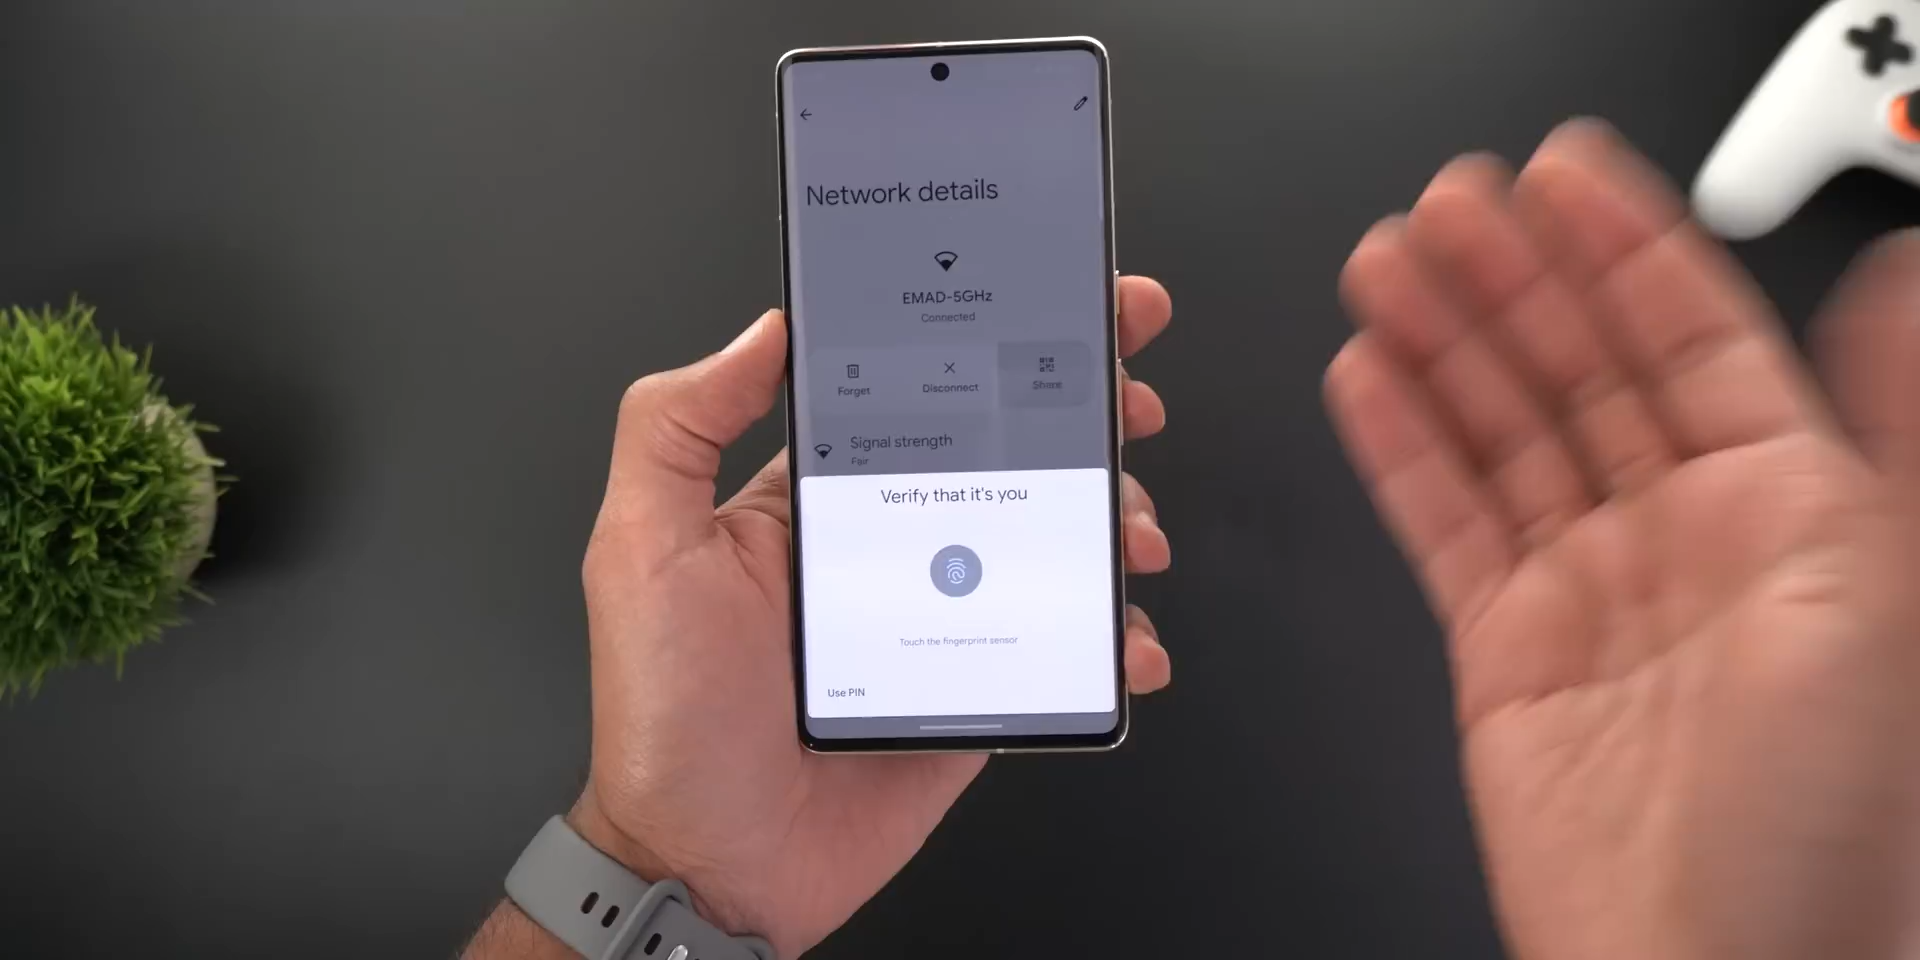 Network details
EMAD-5GHz
Connected
Forget
Disconnect
Share
Signal strength
Fair
Verify that it's you
Touch the fingerprint sensor
Use PIN